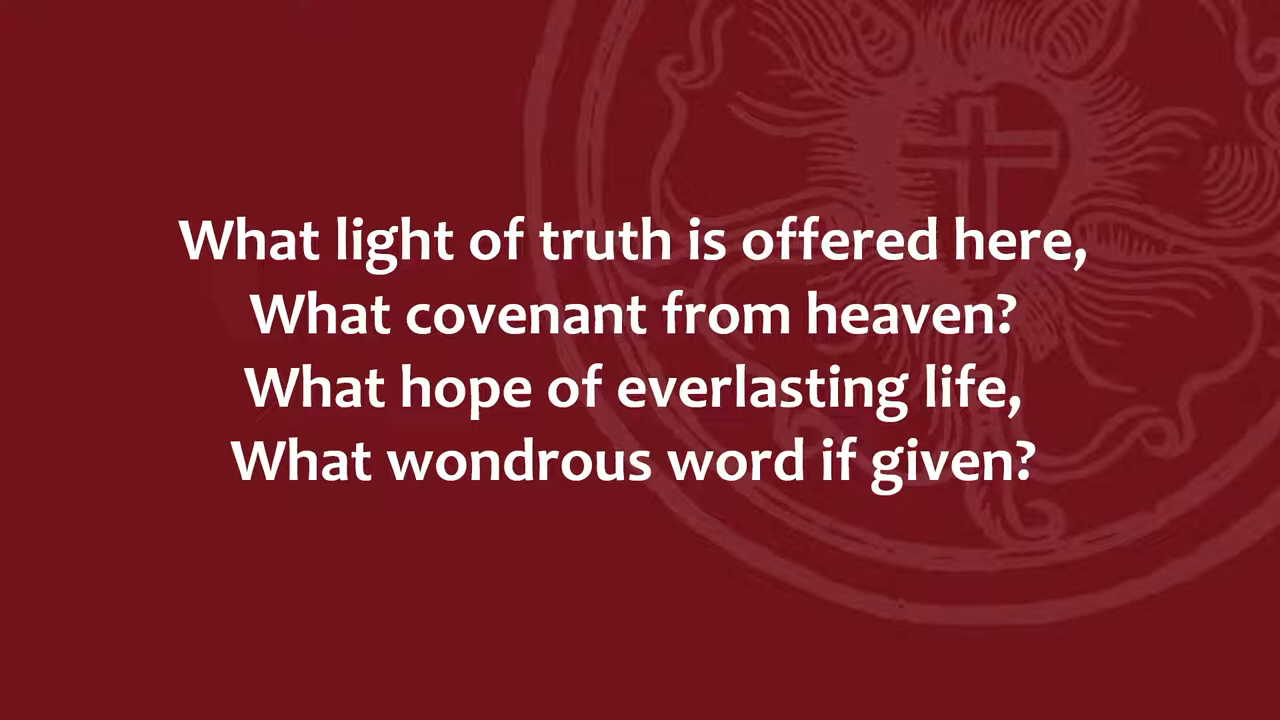 What light of truth is offered here,
What covenant from heaven?
What hope of everlasting life,
What wondrous word if given?